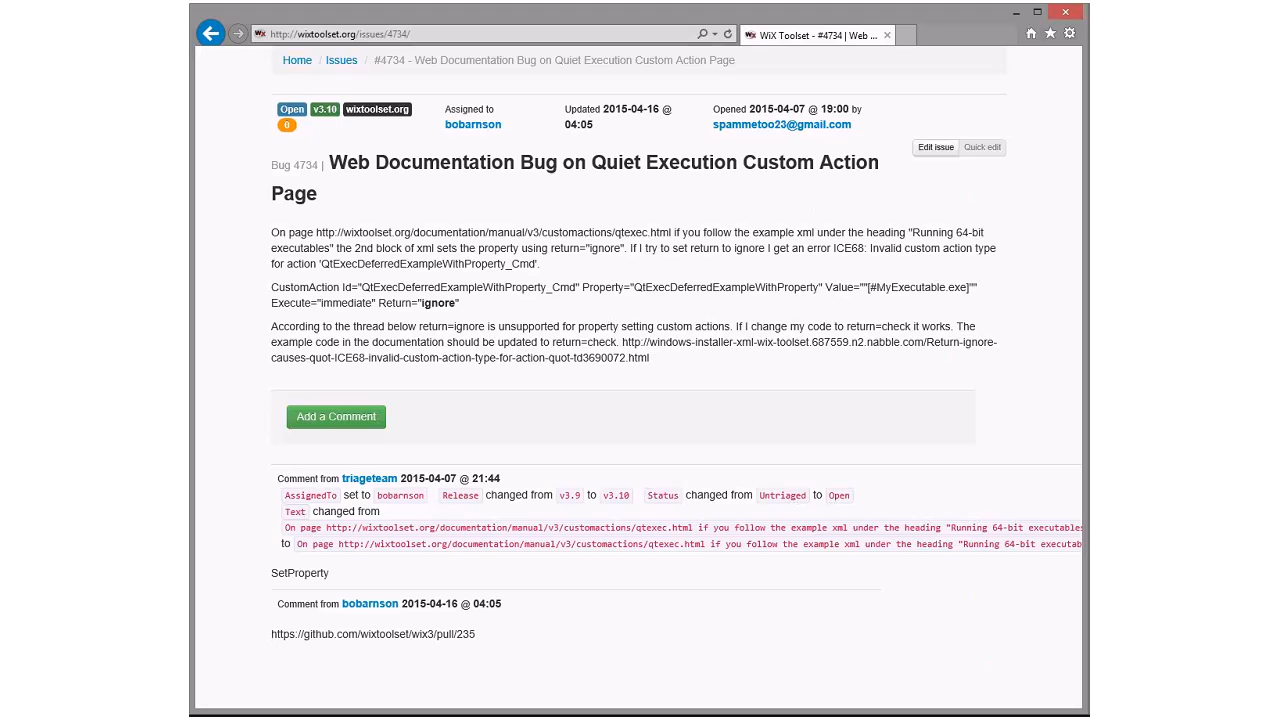 http://wixtoolset.org/issues/4734/
WiX Toolset - #4734 | Web ...
Home / Issues / #4734 - Web Documentation Bug on Quiet Execution Custom Action Page
Open v3.10 wixtoolset.org
0
Assigned to
bobarnson
Updated 2015-04-16 @
04:05
Opened 2015-04-07 @ 19:00 by
spammetoo23@gmail.com
Edit issue Quick edit
Bug 4734 | Web Documentation Bug on Quiet Execution Custom Action
Page
On page http://wixtoolset.org/documentation/manual/v3/customactions/qtexec.html if you follow the example xml under the heading "Running 64-bit
executables" the 2nd block of xml sets the property using return="ignore". If I try to set return to ignore I get an error ICE68: Invalid custom action type
for action 'QtExecDeferredExampleWithProperty_Cmd'.
CustomAction Id="QtExecDeferredExampleWithProperty_Cmd" Property="QtExecDeferredExampleWithProperty" Value=""[#MyExecutable.exe]""
Execute="immediate" Return="ignore"
According to the thread below return=ignore is unsupported for property setting custom actions. If I change my code to return=check it works. The
example code in the documentation should be updated to return=check. http://windows-installer-xml-wix-toolset.687559.n2.nabble.com/Return-ignore-
causes-quot-ICE68-invalid-custom-action-type-for-action-quot-td3690072.html
Add a Comment
Comment from triageteam 2015-04-07 @ 21:44
AssignedTo set to bobarnson Release changed from v3.9 to v3.10 Status changed from Untriaged to Open
Text changed from
On page http://wixtoolset.org/documentation/manual/v3/customactions/qtexec.html if you follow the example xml under the heading "Running 64-bit executables
to On page http://wixtoolset.org/documentation/manual/v3/customactions/qtexec.html if you follow the example xml under the heading "Running 64-bit executab
SetProperty
Comment from bobarnson 2015-04-16 @ 04:05
https://github.com/wixtoolset/wix3/pull/235